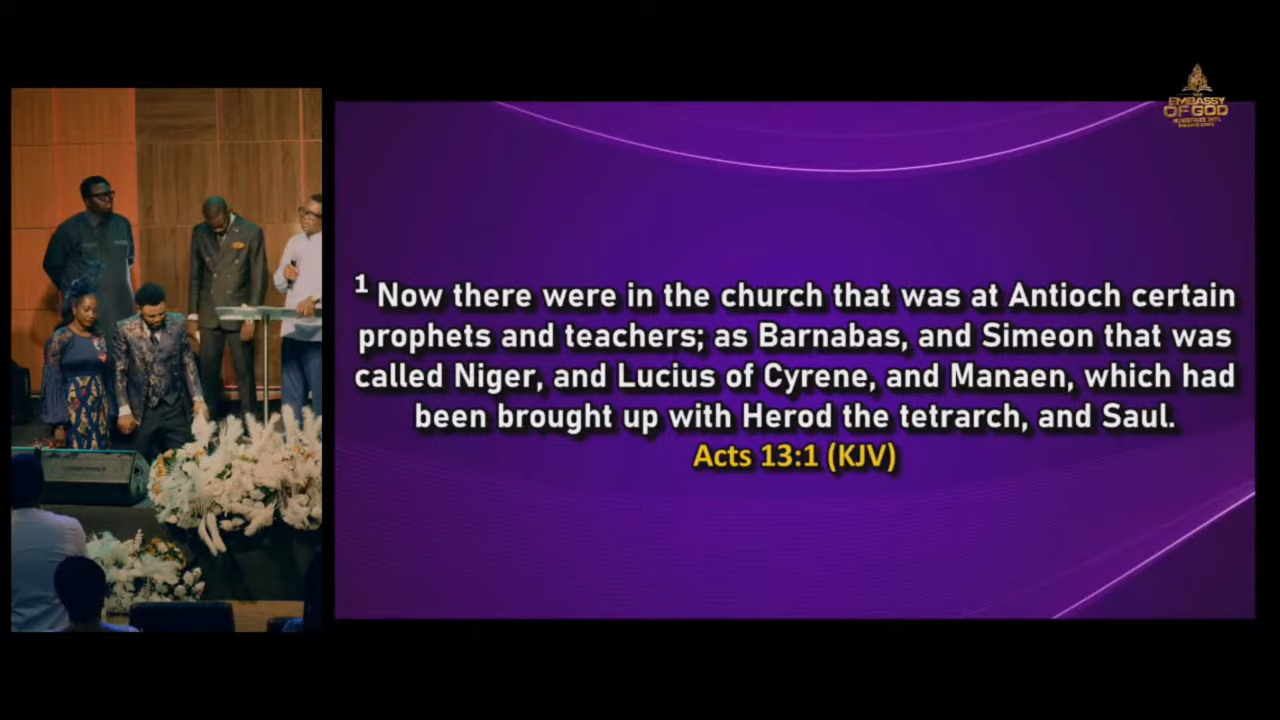 EMBASSY
OF GOD
MINISTRIES INT'L
1 Now there were in the church that was at Antioch certain
prophets and teachers; as Barnabas, and Simeon that was
called Niger, and Lucius of Cyrene, and Manaen, which had
been brought up with Herod the tetrarch, and Saul.
Acts 13:1 (KJV)